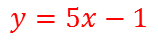 y = 5x − 1